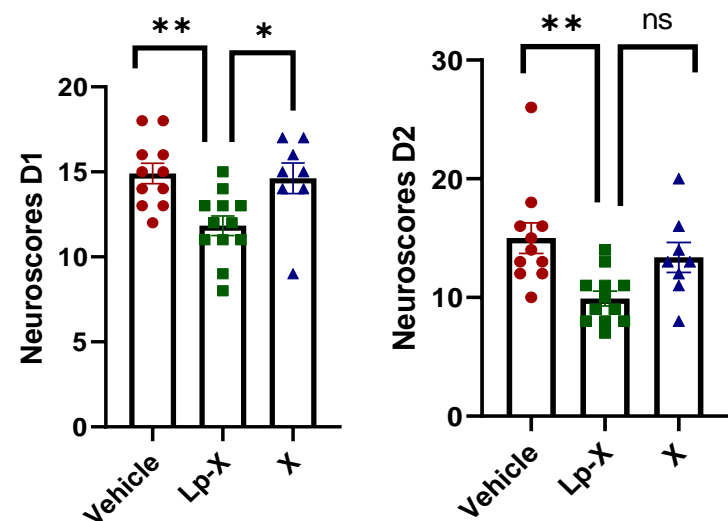 ** *
20
15
10
5
0
Neuroscores D1
Vehicle
Lp-X
X
** ns
30
20
10
0
Neuroscores D2
Vehicle
Lp-X
X